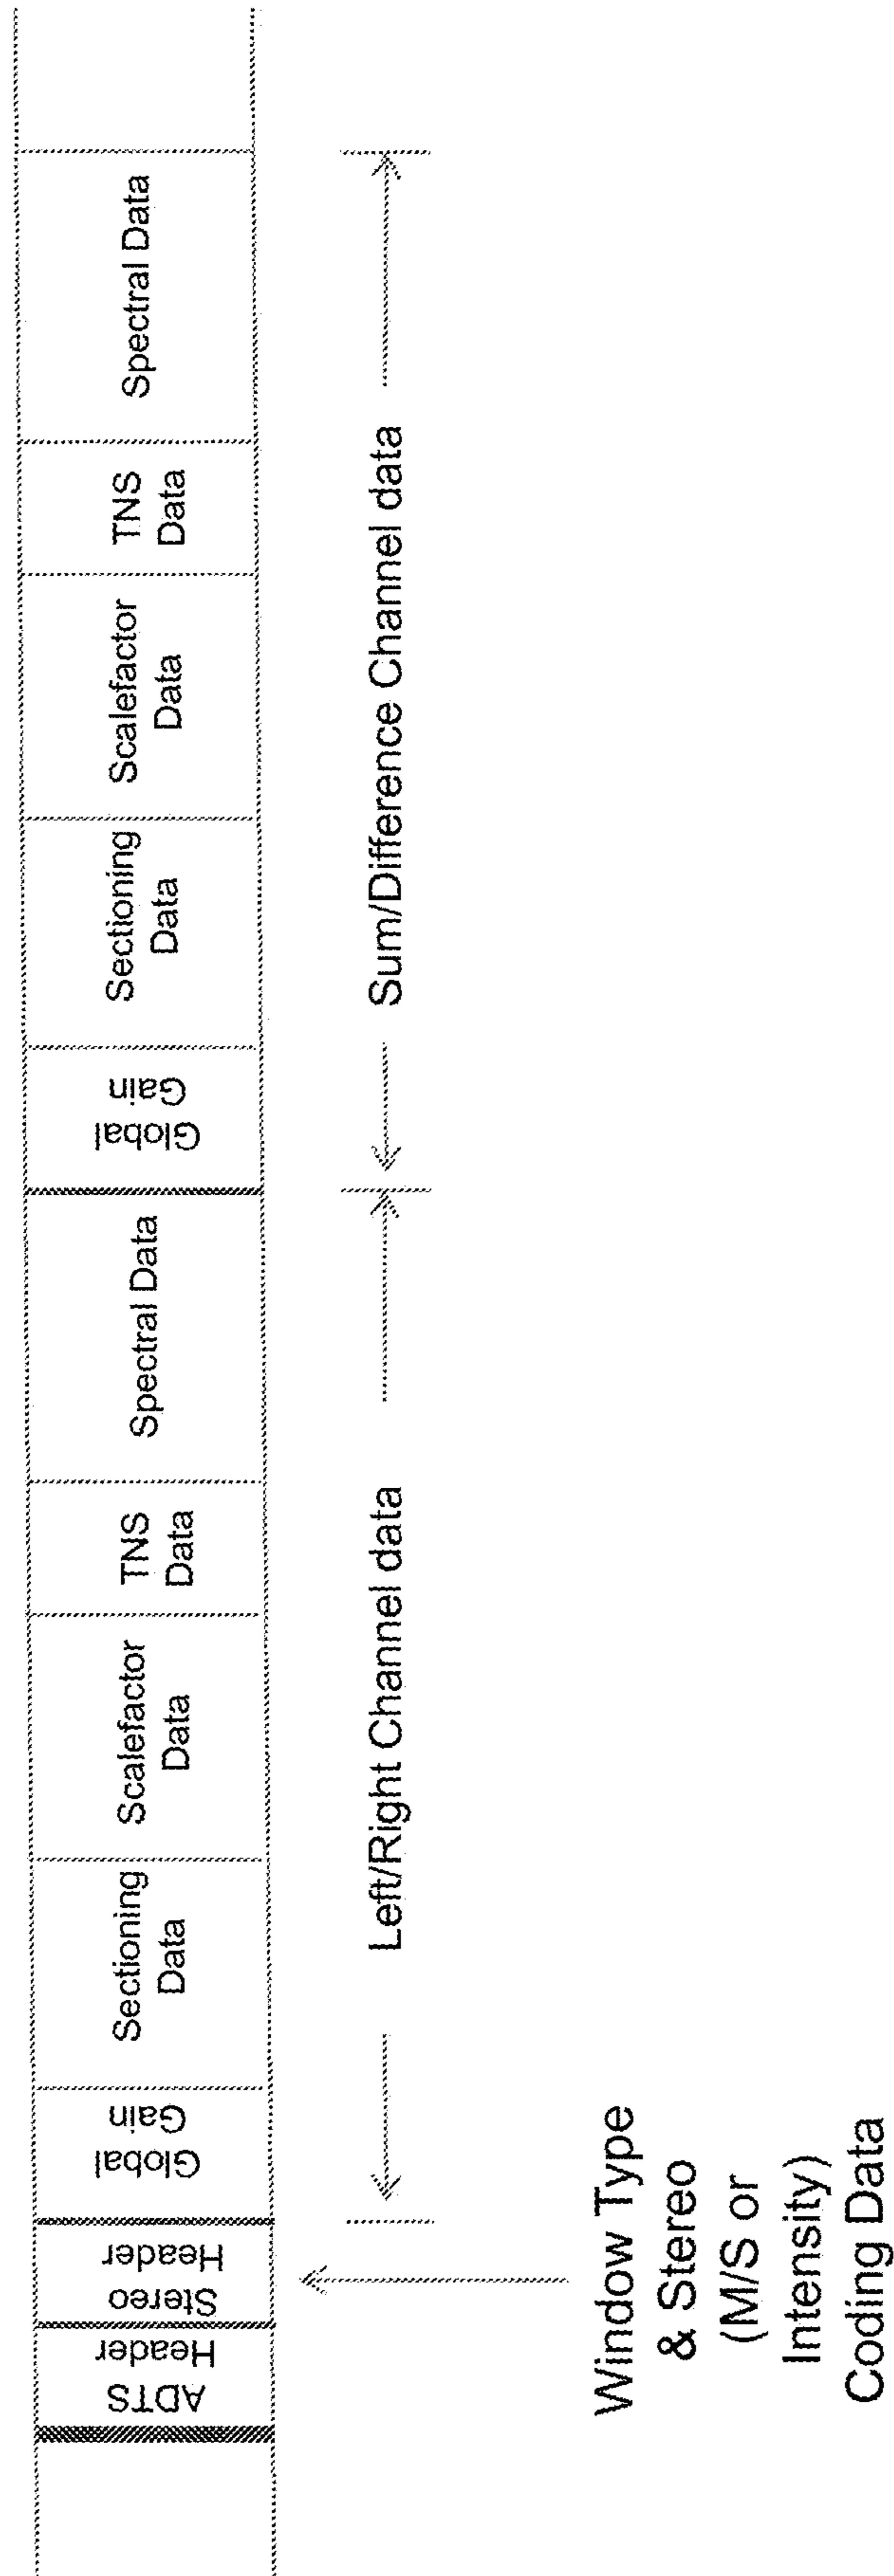 ADTS
Header
Stereo
Header
Global
Gain
Sectioning
Data
Scalefactor
Data
TNS
Data
Spectral Data
Global
Gain
Sectioning
Data
Scalefactor
Data
TNS
Data
Spectral Data
Left/Right Channel data
Sum/Difference Channel data
Window Type
& Stereo
(M/S or
Intensity)
Coding Data